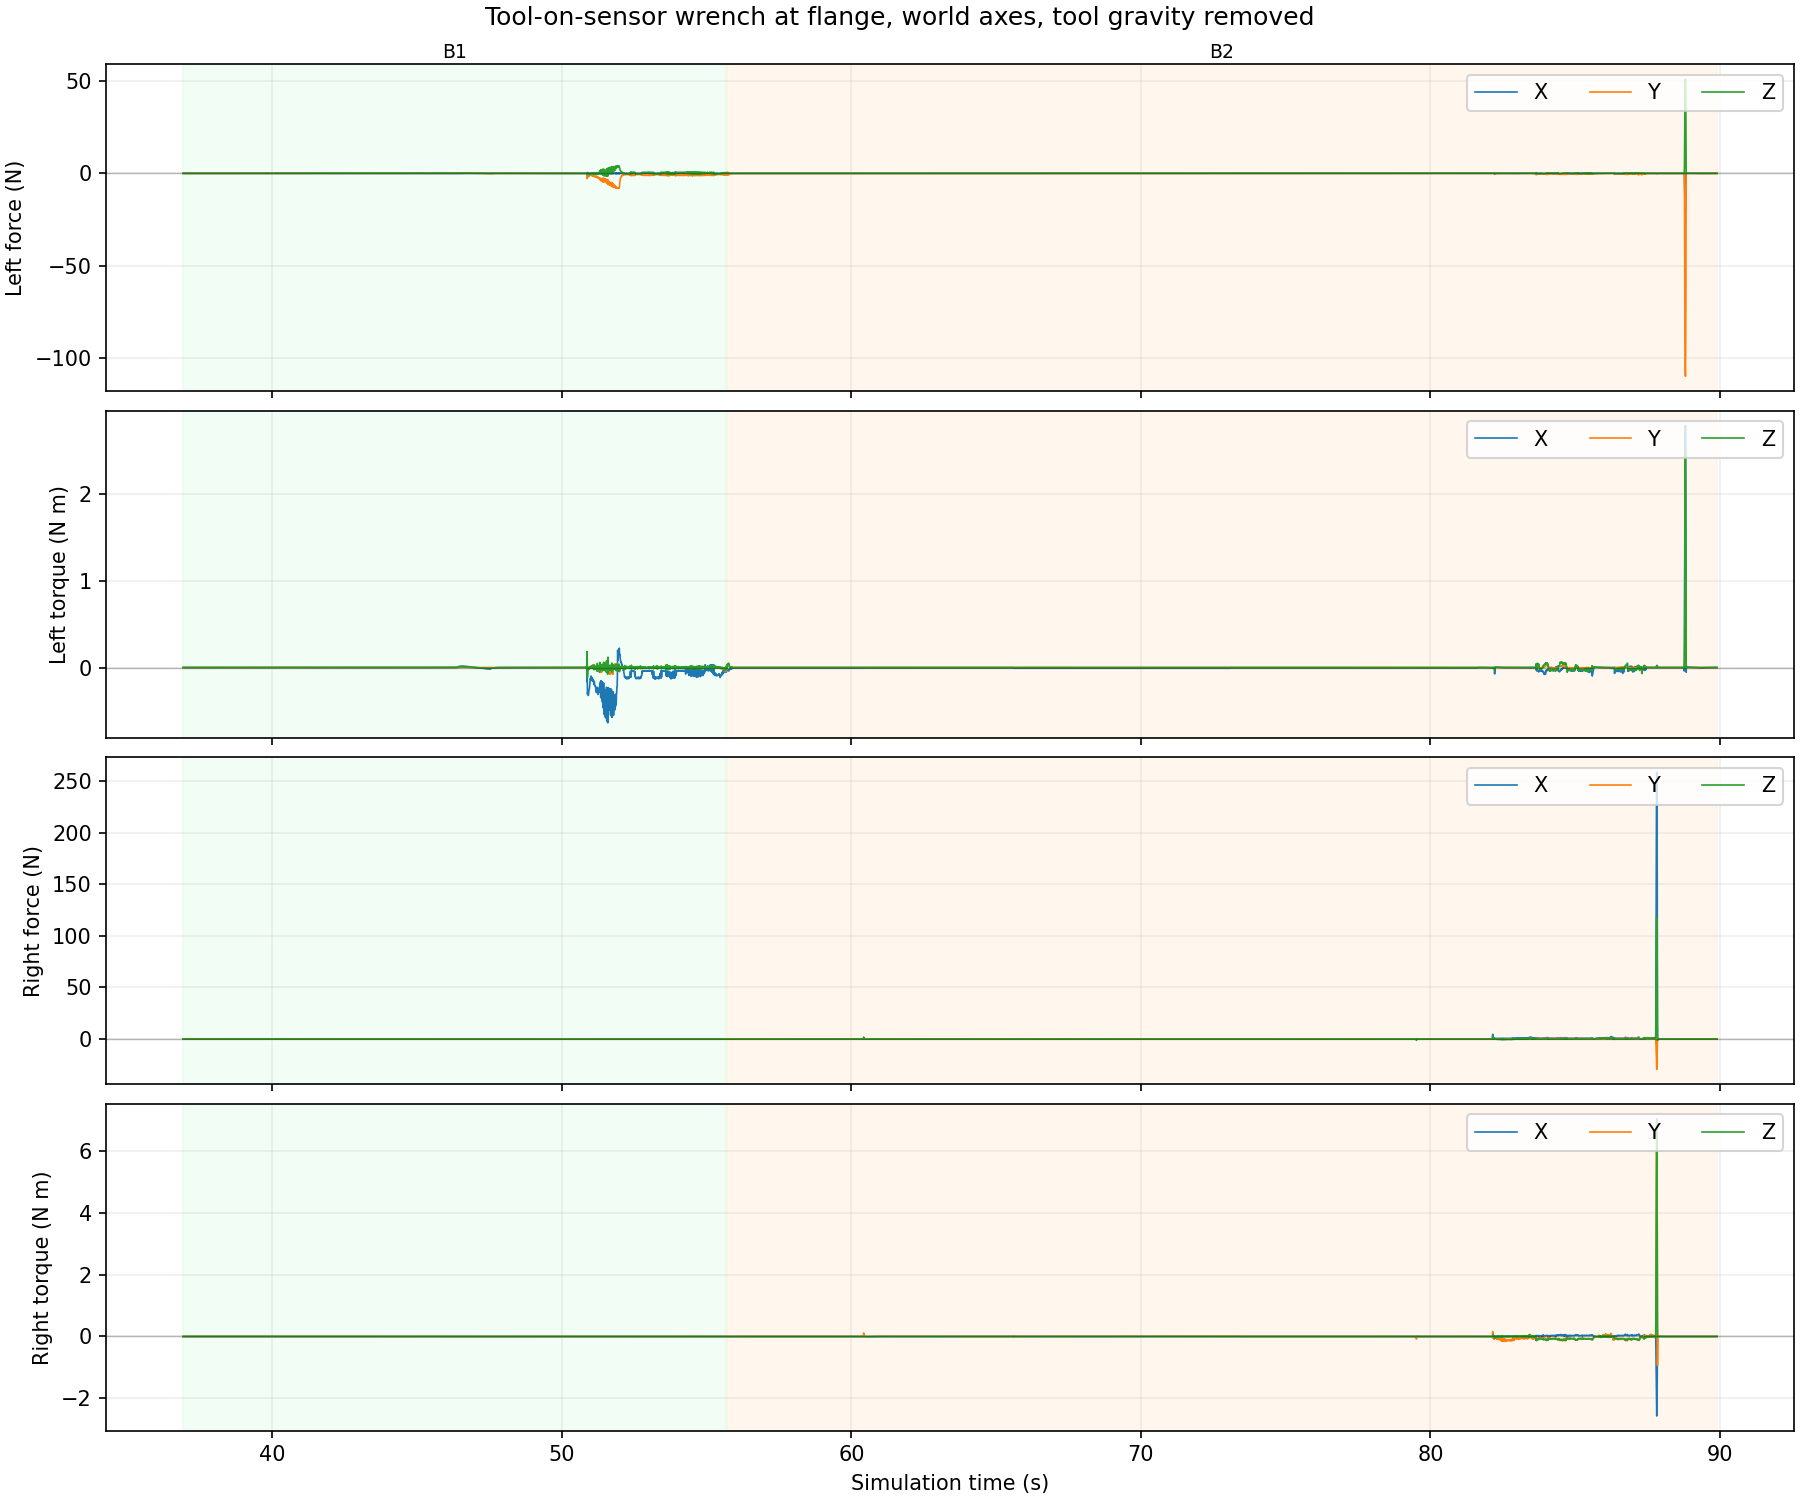 Tool-on-sensor wrench at flange, world axes, tool gravity removed
B1 B2
Left force (N)
50
0
−50
−100
X Y Z
Left torque (N m)
2
1
0
X Y Z
Right force (N)
250
200
150
100
50
0
X Y Z
Right torque (N m)
6
4
2
0
−2
X Y Z
40 50 60 70 80 90
Simulation time (s)